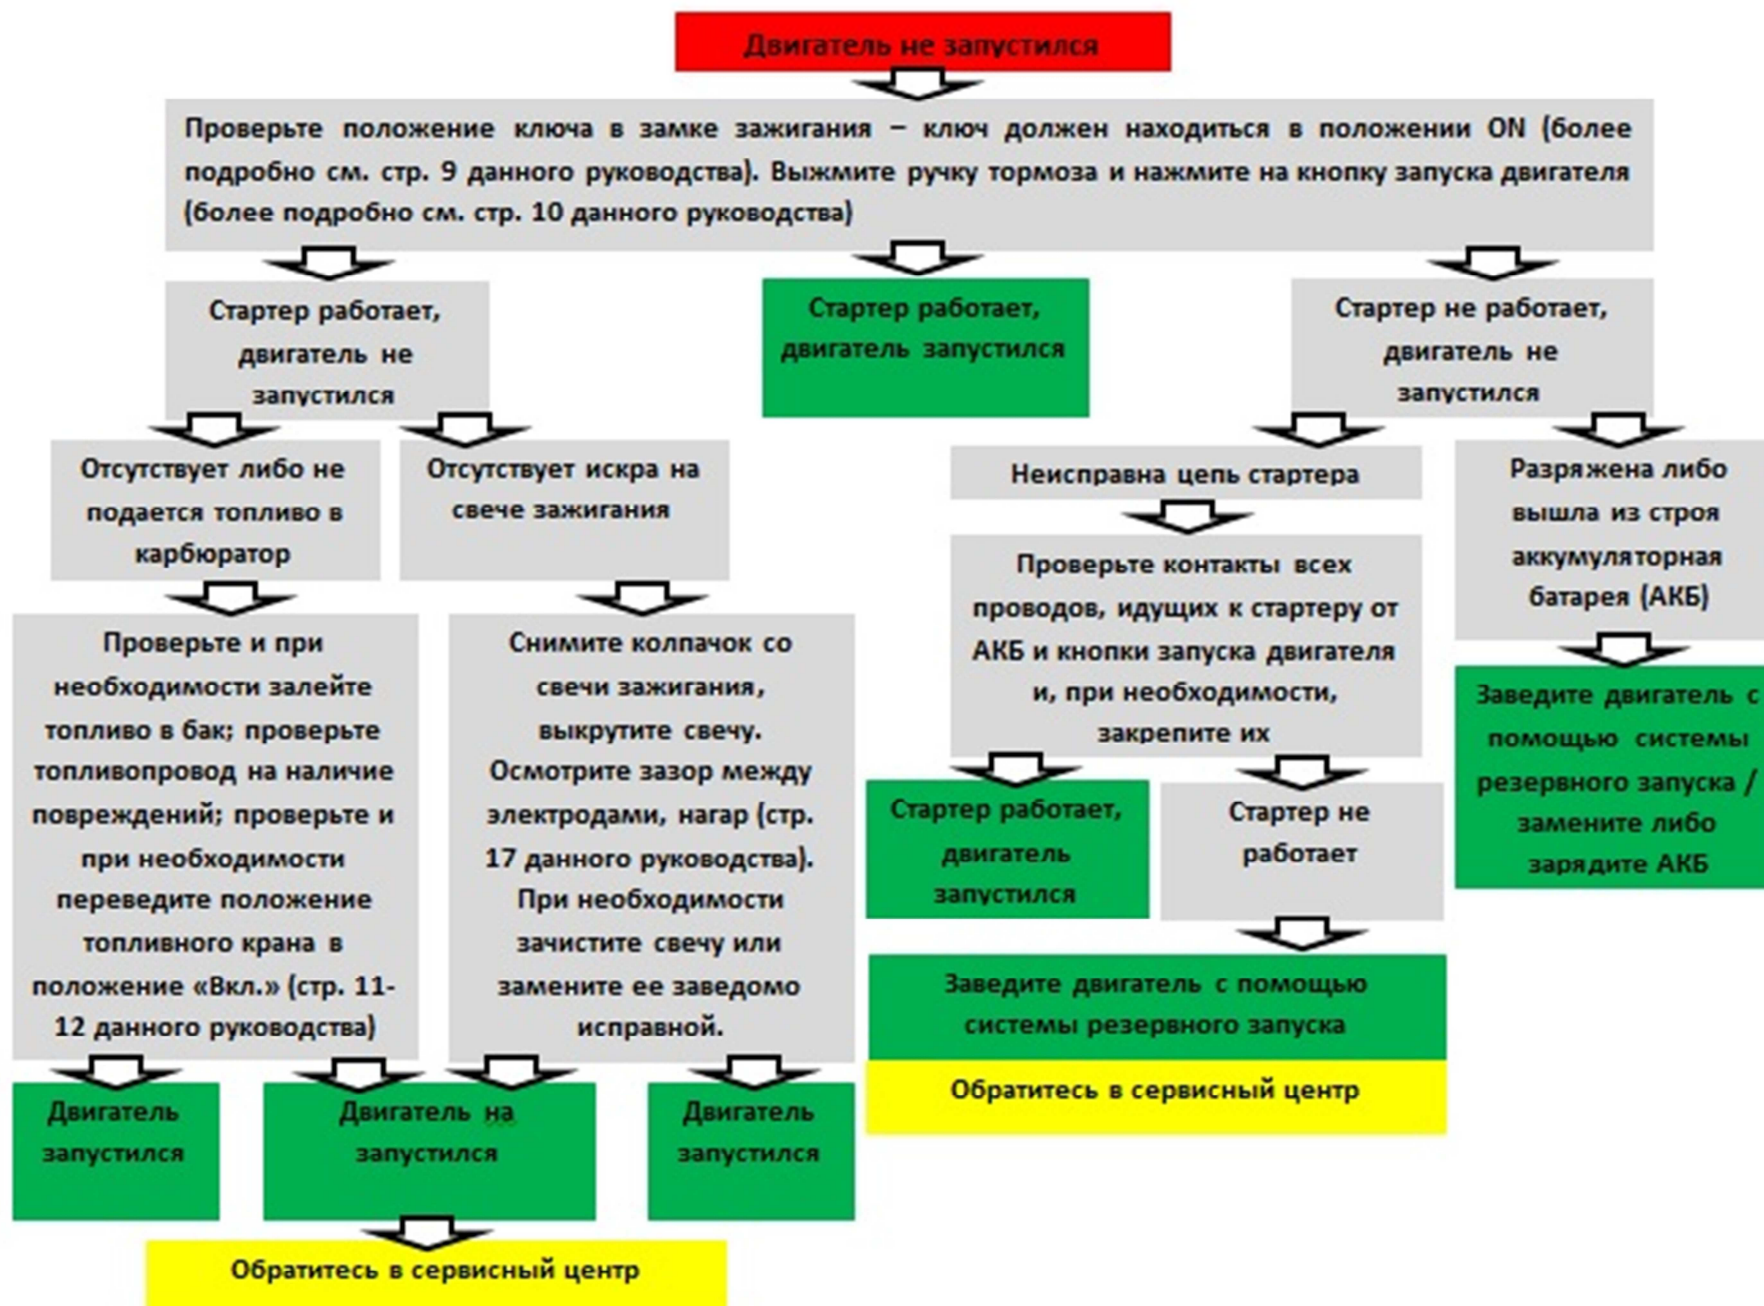 Двигатель не запустился
Проверьте положение ключа в замке зажигания – ключ должен находиться в положении ON (более
подробно см. стр. 9 данного руководства). Выжмите ручку тормоза и нажмите на кнопку запуска двигателя
(более подробно см. стр. 10 данного руководства)
Стартер работает,
двигатель не
запустился
Стартер работает,
двигатель запустился
Стартер не работает,
двигатель не
запустился
Отсутствует либо не
подается топливо в
карбюратор
Отсутствует искра на
свече зажигания
Неисправна цепь стартера
Разряжена либо
вышла из строя
аккумуляторная
батарея (АКБ)
Проверьте и при
необходимости залейте
топливо в бак; проверьте
топливопровод на наличие
повреждений; проверьте и
при необходимости
переведите положение
топливного крана в
положение «Вкл.» (стр. 11-
12 данного руководства)
Снимите колпачок со
свечи зажигания,
выкрутите свечу.
Осмотрите зазор между
электродами, нагар (стр.
17 данного руководства).
При необходимости
зачистите свечу или
замените ее заведомо
исправной.
Проверьте контакты всех
проводов, идущих к стартеру от
АКБ и кнопки запуска двигателя
и, при необходимости,
закрепите их
Заведите двигатель с
помощью системы
резервного запуска /
замените либо
зарядите АКБ
Стартер работает,
двигатель
запустился
Стартер не
работает
Заведите двигатель с помощью
системы резервного запуска
Обратитесь в сервисный центр
Двигатель
запустился
Двигатель на
запустился
Двигатель
запустился
Обратитесь в сервисный центр